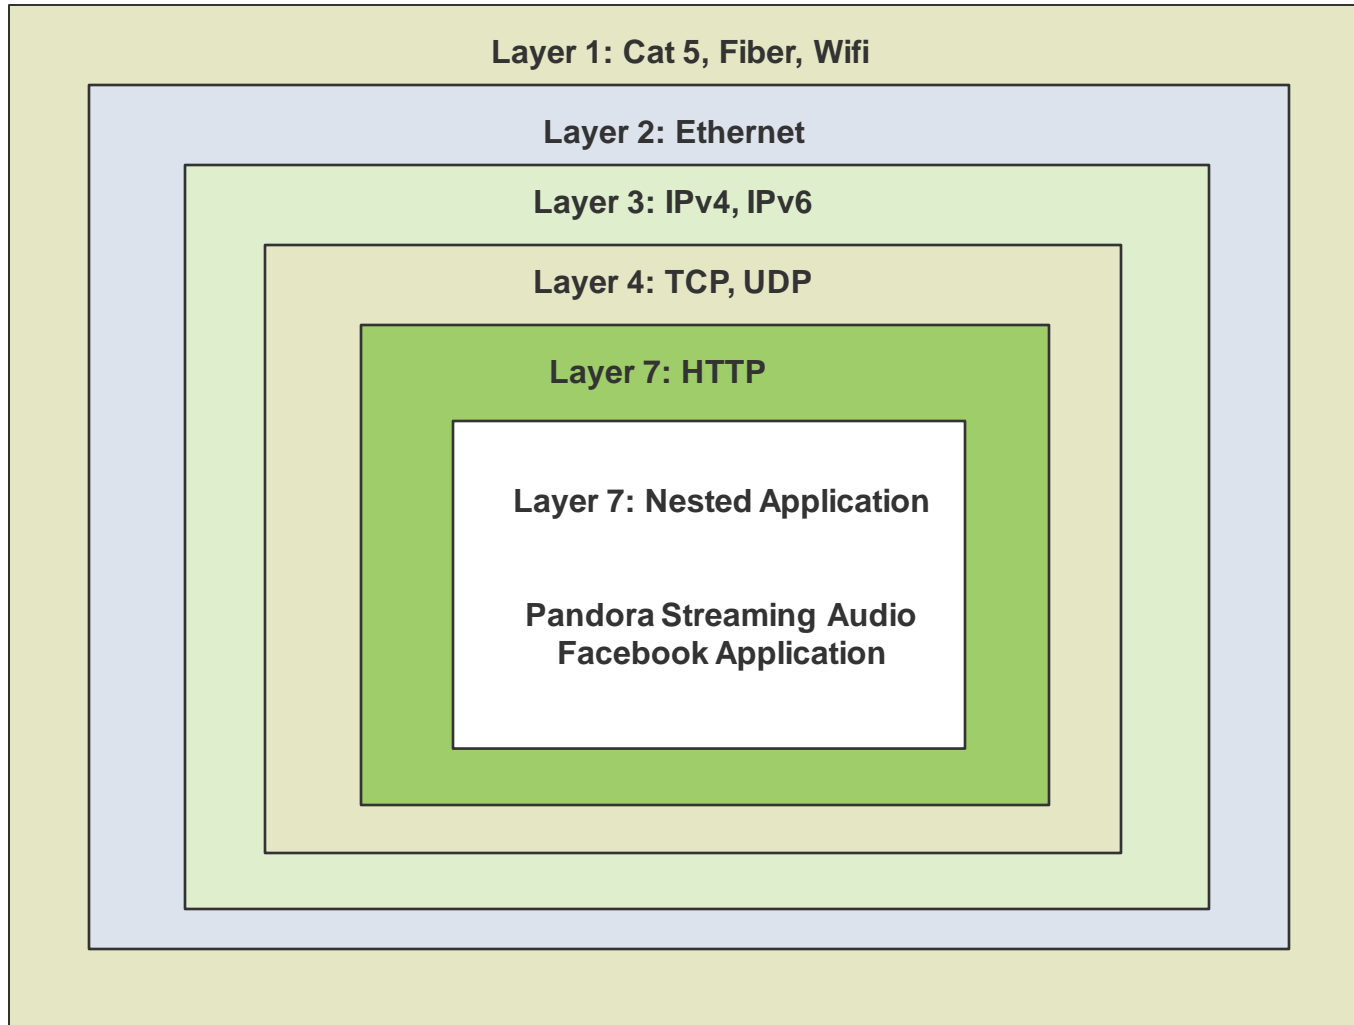 Layer 1: Cat 5, Fiber, Wifi
Layer 2: Ethernet
Layer 3: IPv4, IPv6
Layer 4: TCP, UDP
Layer 7: HTTP
Layer 7: Nested Application
Pandora Streaming Audio
Facebook Application